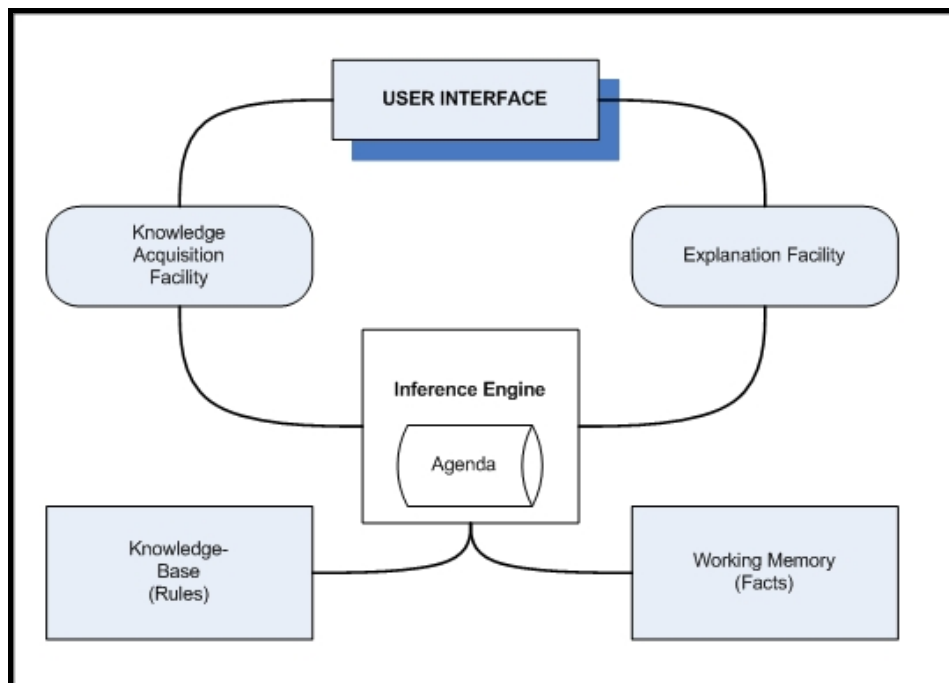 USER INTERFACE
Knowledge
Acquisition
Facility
Explanation Facility
Inference Engine
Agenda
Knowledge-
Base
(Rules)
Working Memory
(Facts)